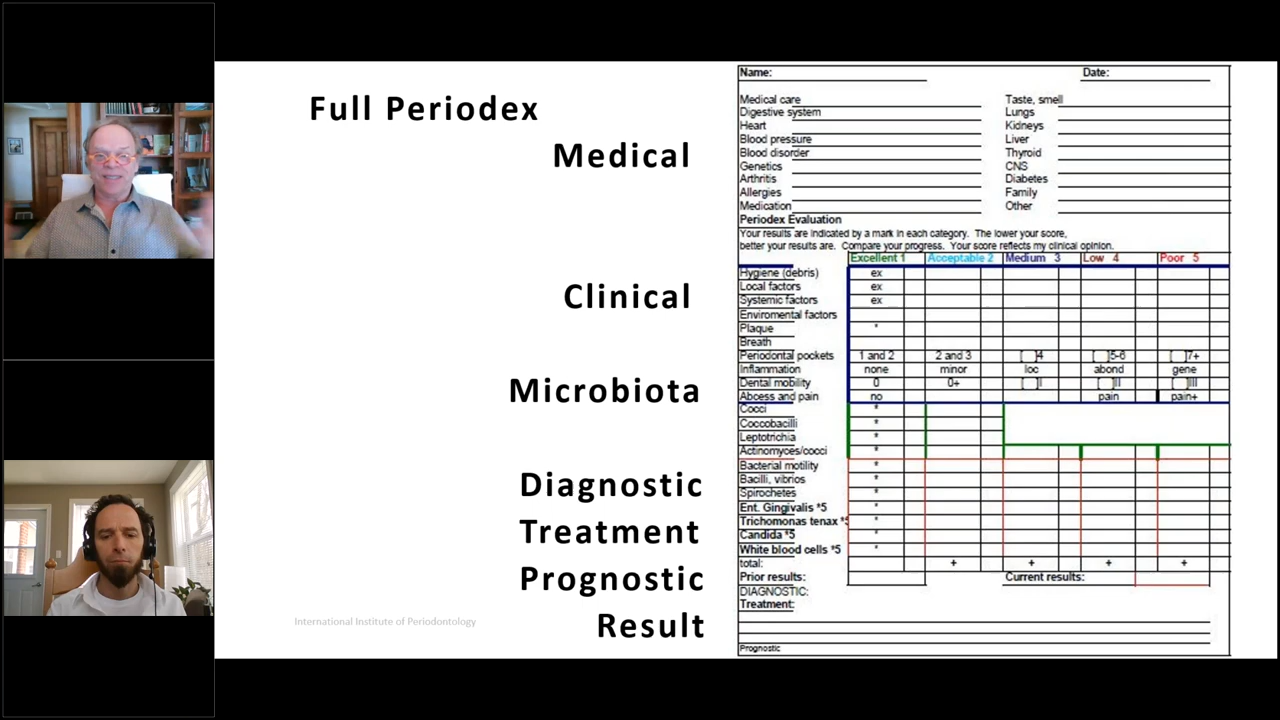 Full Periodex
Medical
Clinical
Microbiota
Diagnostic
Treatment
Prognostic
Result
International Institute of Periodontology
Name: Date:
Medical care Taste, smell
Digestive system Lungs
Heart Kidneys
Blood pressure Liver
Blood disorder Thyroid
Genetics CNS
Arthritis Diabetes
Allergies Family
Medication Other
Periodex Evaluation
Your results are indicated by a mark in each category. The lower your score,
better your results are. Compare your progress. Your score reflects my clinical opinion.
Excellent 1 Acceptable 2 Medium 3 Low 4 Poor 5
Hygiene (debris) ex
Local factors ex
Systemic factors ex
Enviromental factors
Plaque *
Breath
Periodontal pockets 1 and 2 2 and 3 [ ]4 [ ]5-6 [ ]7+
Inflammation none minor loc abond gene
Dental mobility 0 0+ [ ]I [ ]II [ ]III
Abcess and pain no pain pain+
Cocci *
Coccobacilli *
Leptotrichia *
Actinomyces/cocci *
Bacterial motility *
Bacilli, vibrios *
Spirochetes *
Ent. Gingivalis *5 *
Trichomonas tenax *5 *
Candida *5 *
White blood cells *5 *
total: + + + +
Prior results: Current results:
DIAGNOSTIC:
Treatment:
Prognostic